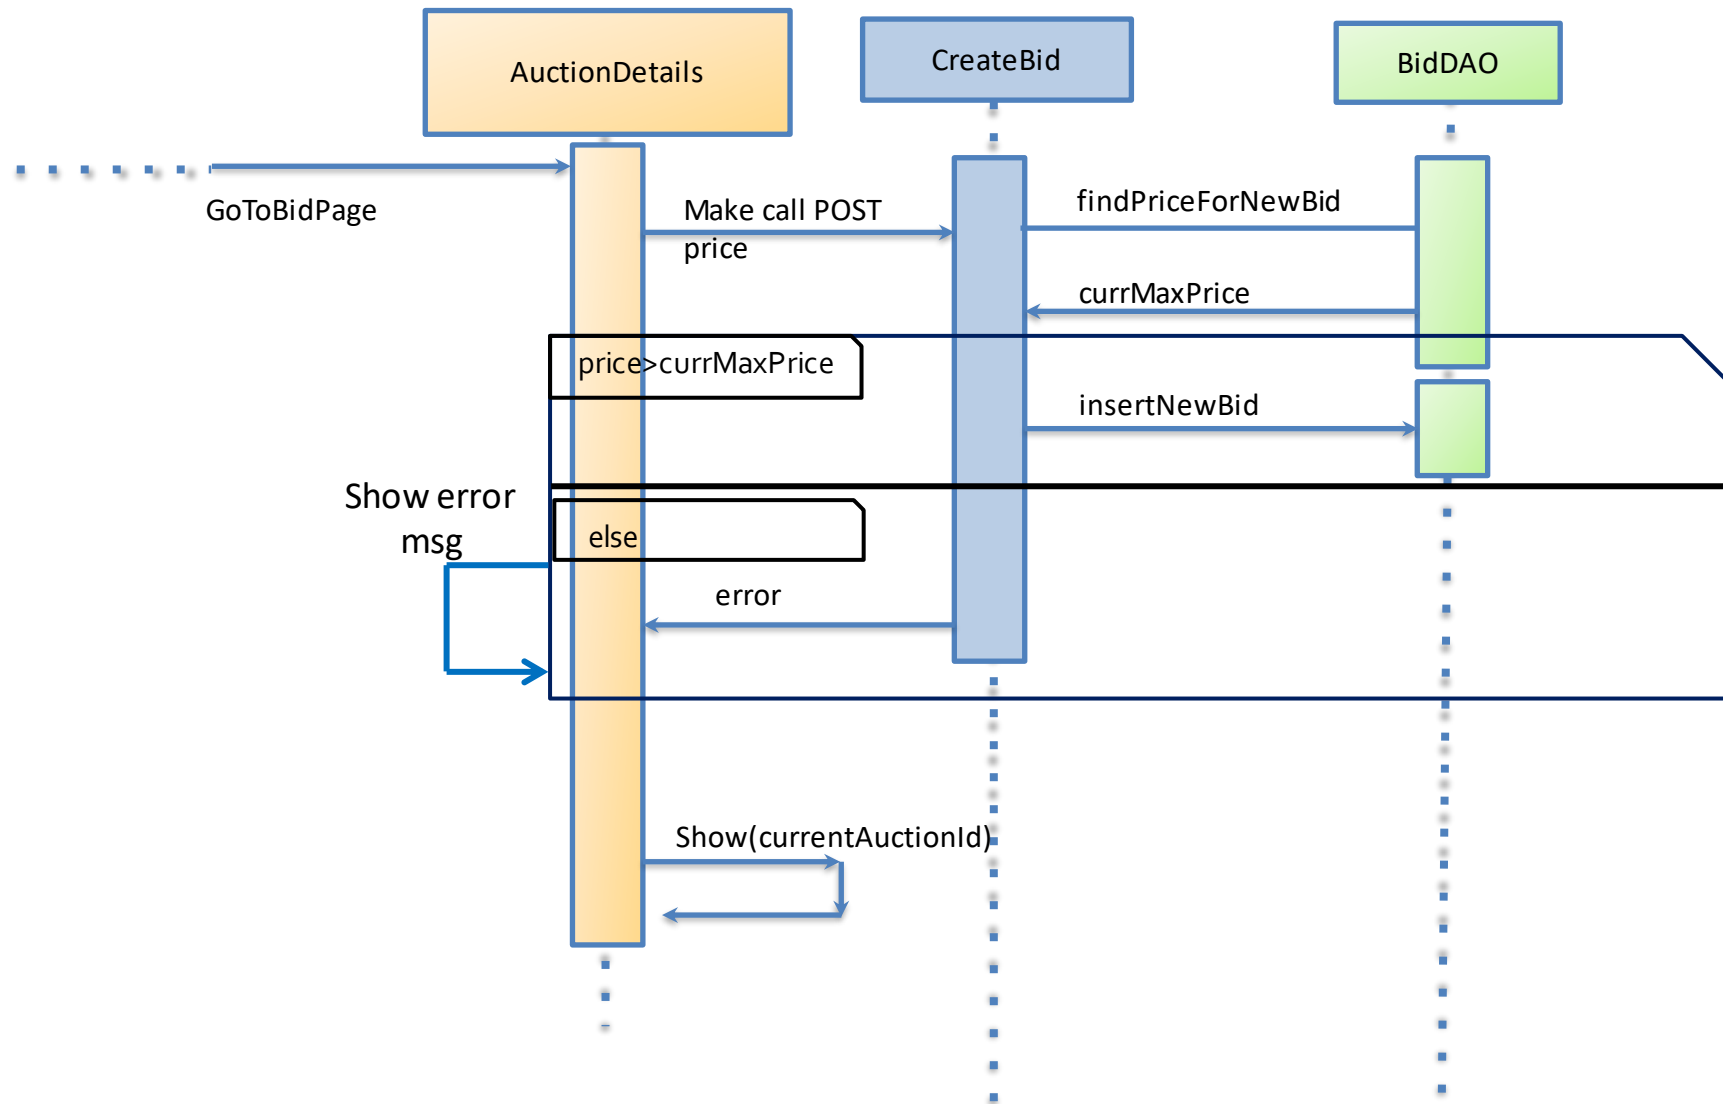 AuctionDetails
CreateBid
BidDAO
GoToBidPage
Make call POST
price
findPriceForNewBid
currMaxPrice
price>currMaxPrice
insertNewBid
Show error
msg
else
error
Show(currentAuctionId)